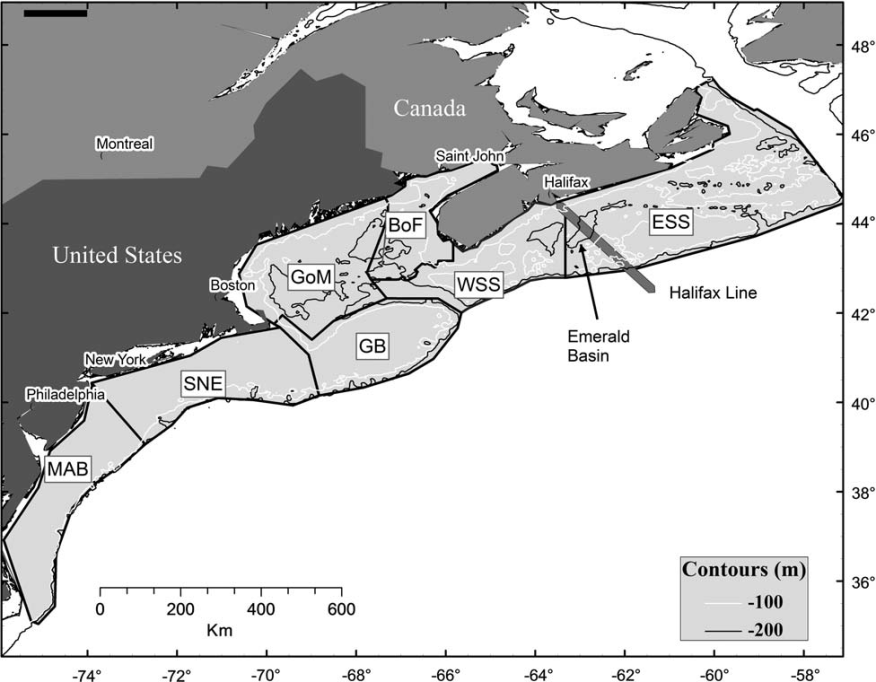 48°
Canada
Montreal
46°
Saint John
Halifax
44°
BoF
ESS
United States
GoM
Boston
WSS
Halifax Line
42°
Emerald
Basin
GB
New York
SNE
Philadelphia
40°
MAB
38°
Contours (m)
-100
-200
36°
0 200 400 600
Km
-74° -72° -70° -68° -66° -64° -62° -60° -58°